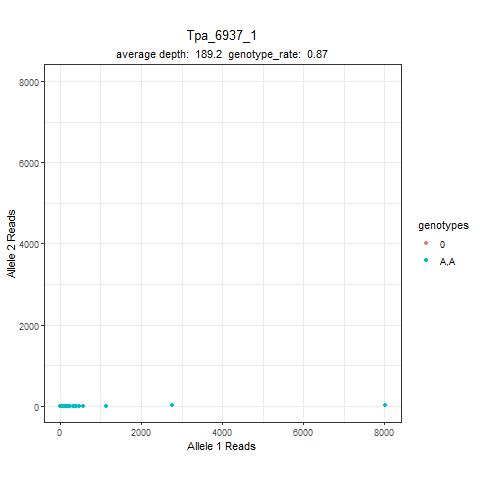 Tpa_6937_1
average depth:  189.2  genotype_rate:  0.87
8000
6000
4000
2000
0
Allele 2 Reads
0
2000
4000
6000
8000
Allele 1 Reads
genotypes
0
A,A